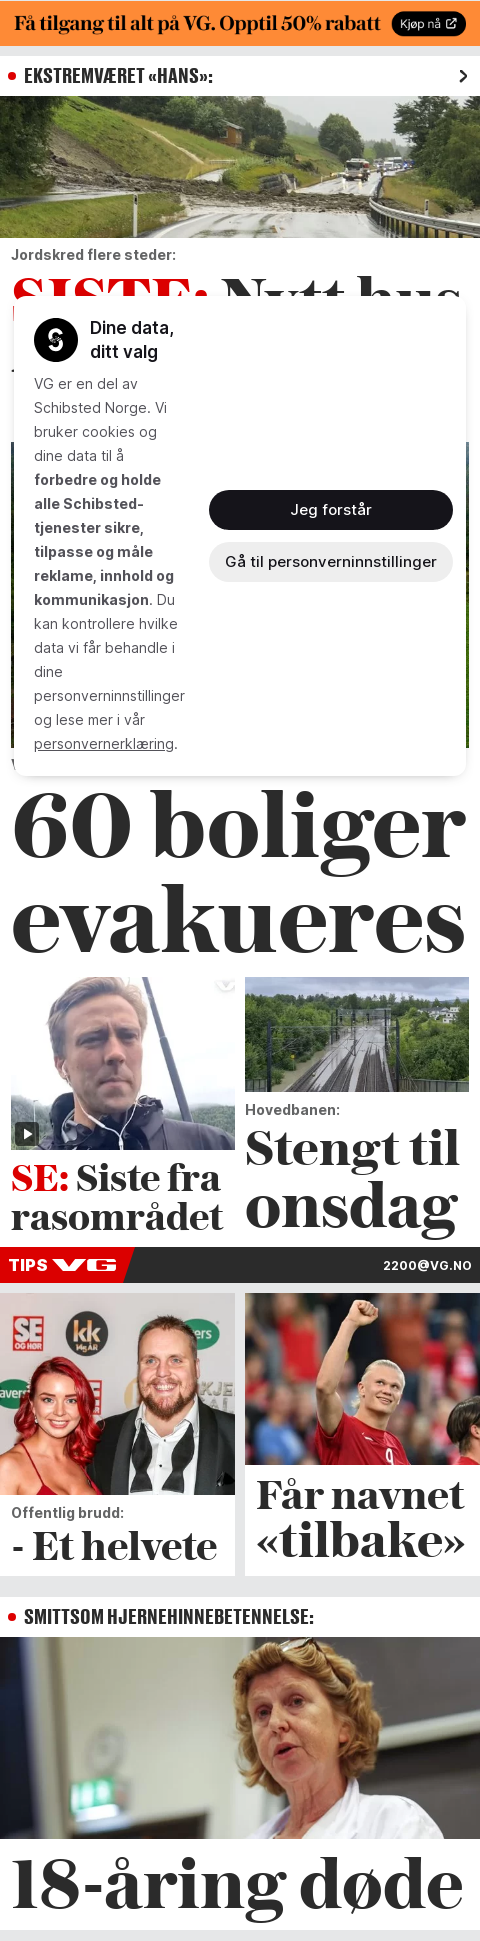 Få tilgang til alt på VG. Opptil 50% rabatt
Kjøp nå
EKSTREMVÆRET «HANS»:
Jordskred flere steder:
SISTE: Nytt hus
Dine data,
ditt valg
VG er en del av
Schibsted Norge. Vi
bruker cookies og
dine data til å
forbedre og holde
alle Schibsted-
tjenester sikre,
tilpasse og måle
reklame, innhold og
kommunikasjon. Du
kan kontrollere hvilke
data vi får behandle i
dine
personverninnstillinger
og lese mer i vår
personvernerklæring.
Jeg forstår
Gå til personverninnstillinger
60 boliger
evakueres
SE: Siste fra
rasområdet
Hovedbanen:
Stengt til
onsdag
TIPS VG
2200@VG.NO
SE
OG HØR
kk
Offentlig brudd:
- Et helvete
9
Får navnet
«tilbake»
SMITTSOM HJERNEHINNEBETENNELSE:
18-åring døde